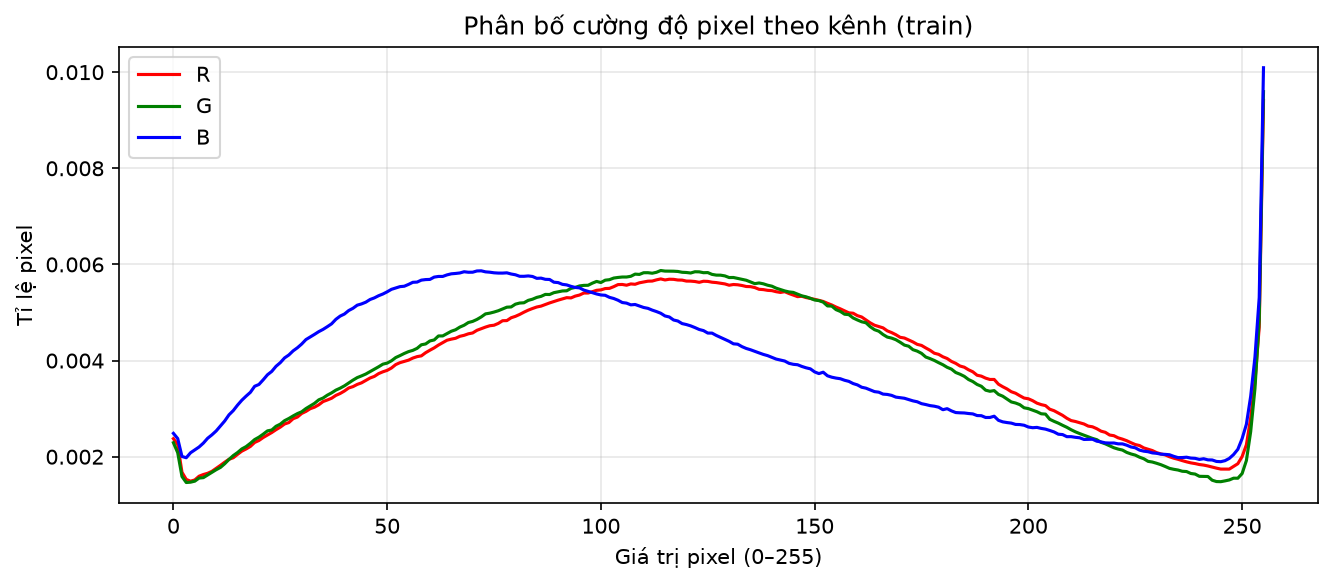 Phân bố cường độ pixel theo kênh (train)
R
G
B
Tỉ lệ pixel
0.010
0.008
0.006
0.004
0.002
0 50 100 150 200 250
Giá trị pixel (0–255)